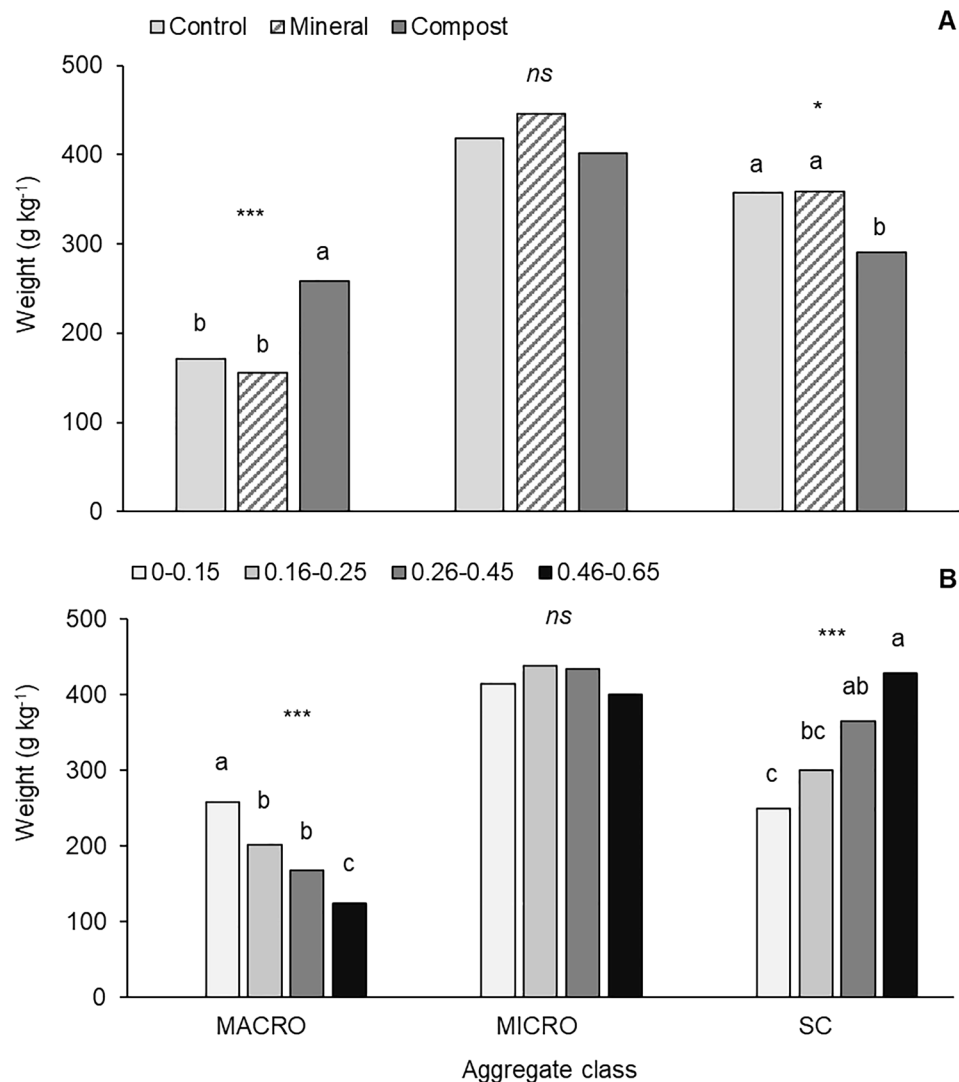 Control Mineral Compost A
500
ns
400
*
a a
300
***
b
a
200
b b
100
0
Weight (g kg⁻¹)
0-0.15 0.16-0.25 0.26-0.45 0.46-0.65 B
500
ns
*** a
400
ab
***
bc
300
a c
b
200
b
c
100
0
Weight (g kg⁻¹)
MACRO MICRO SC
Aggregate class